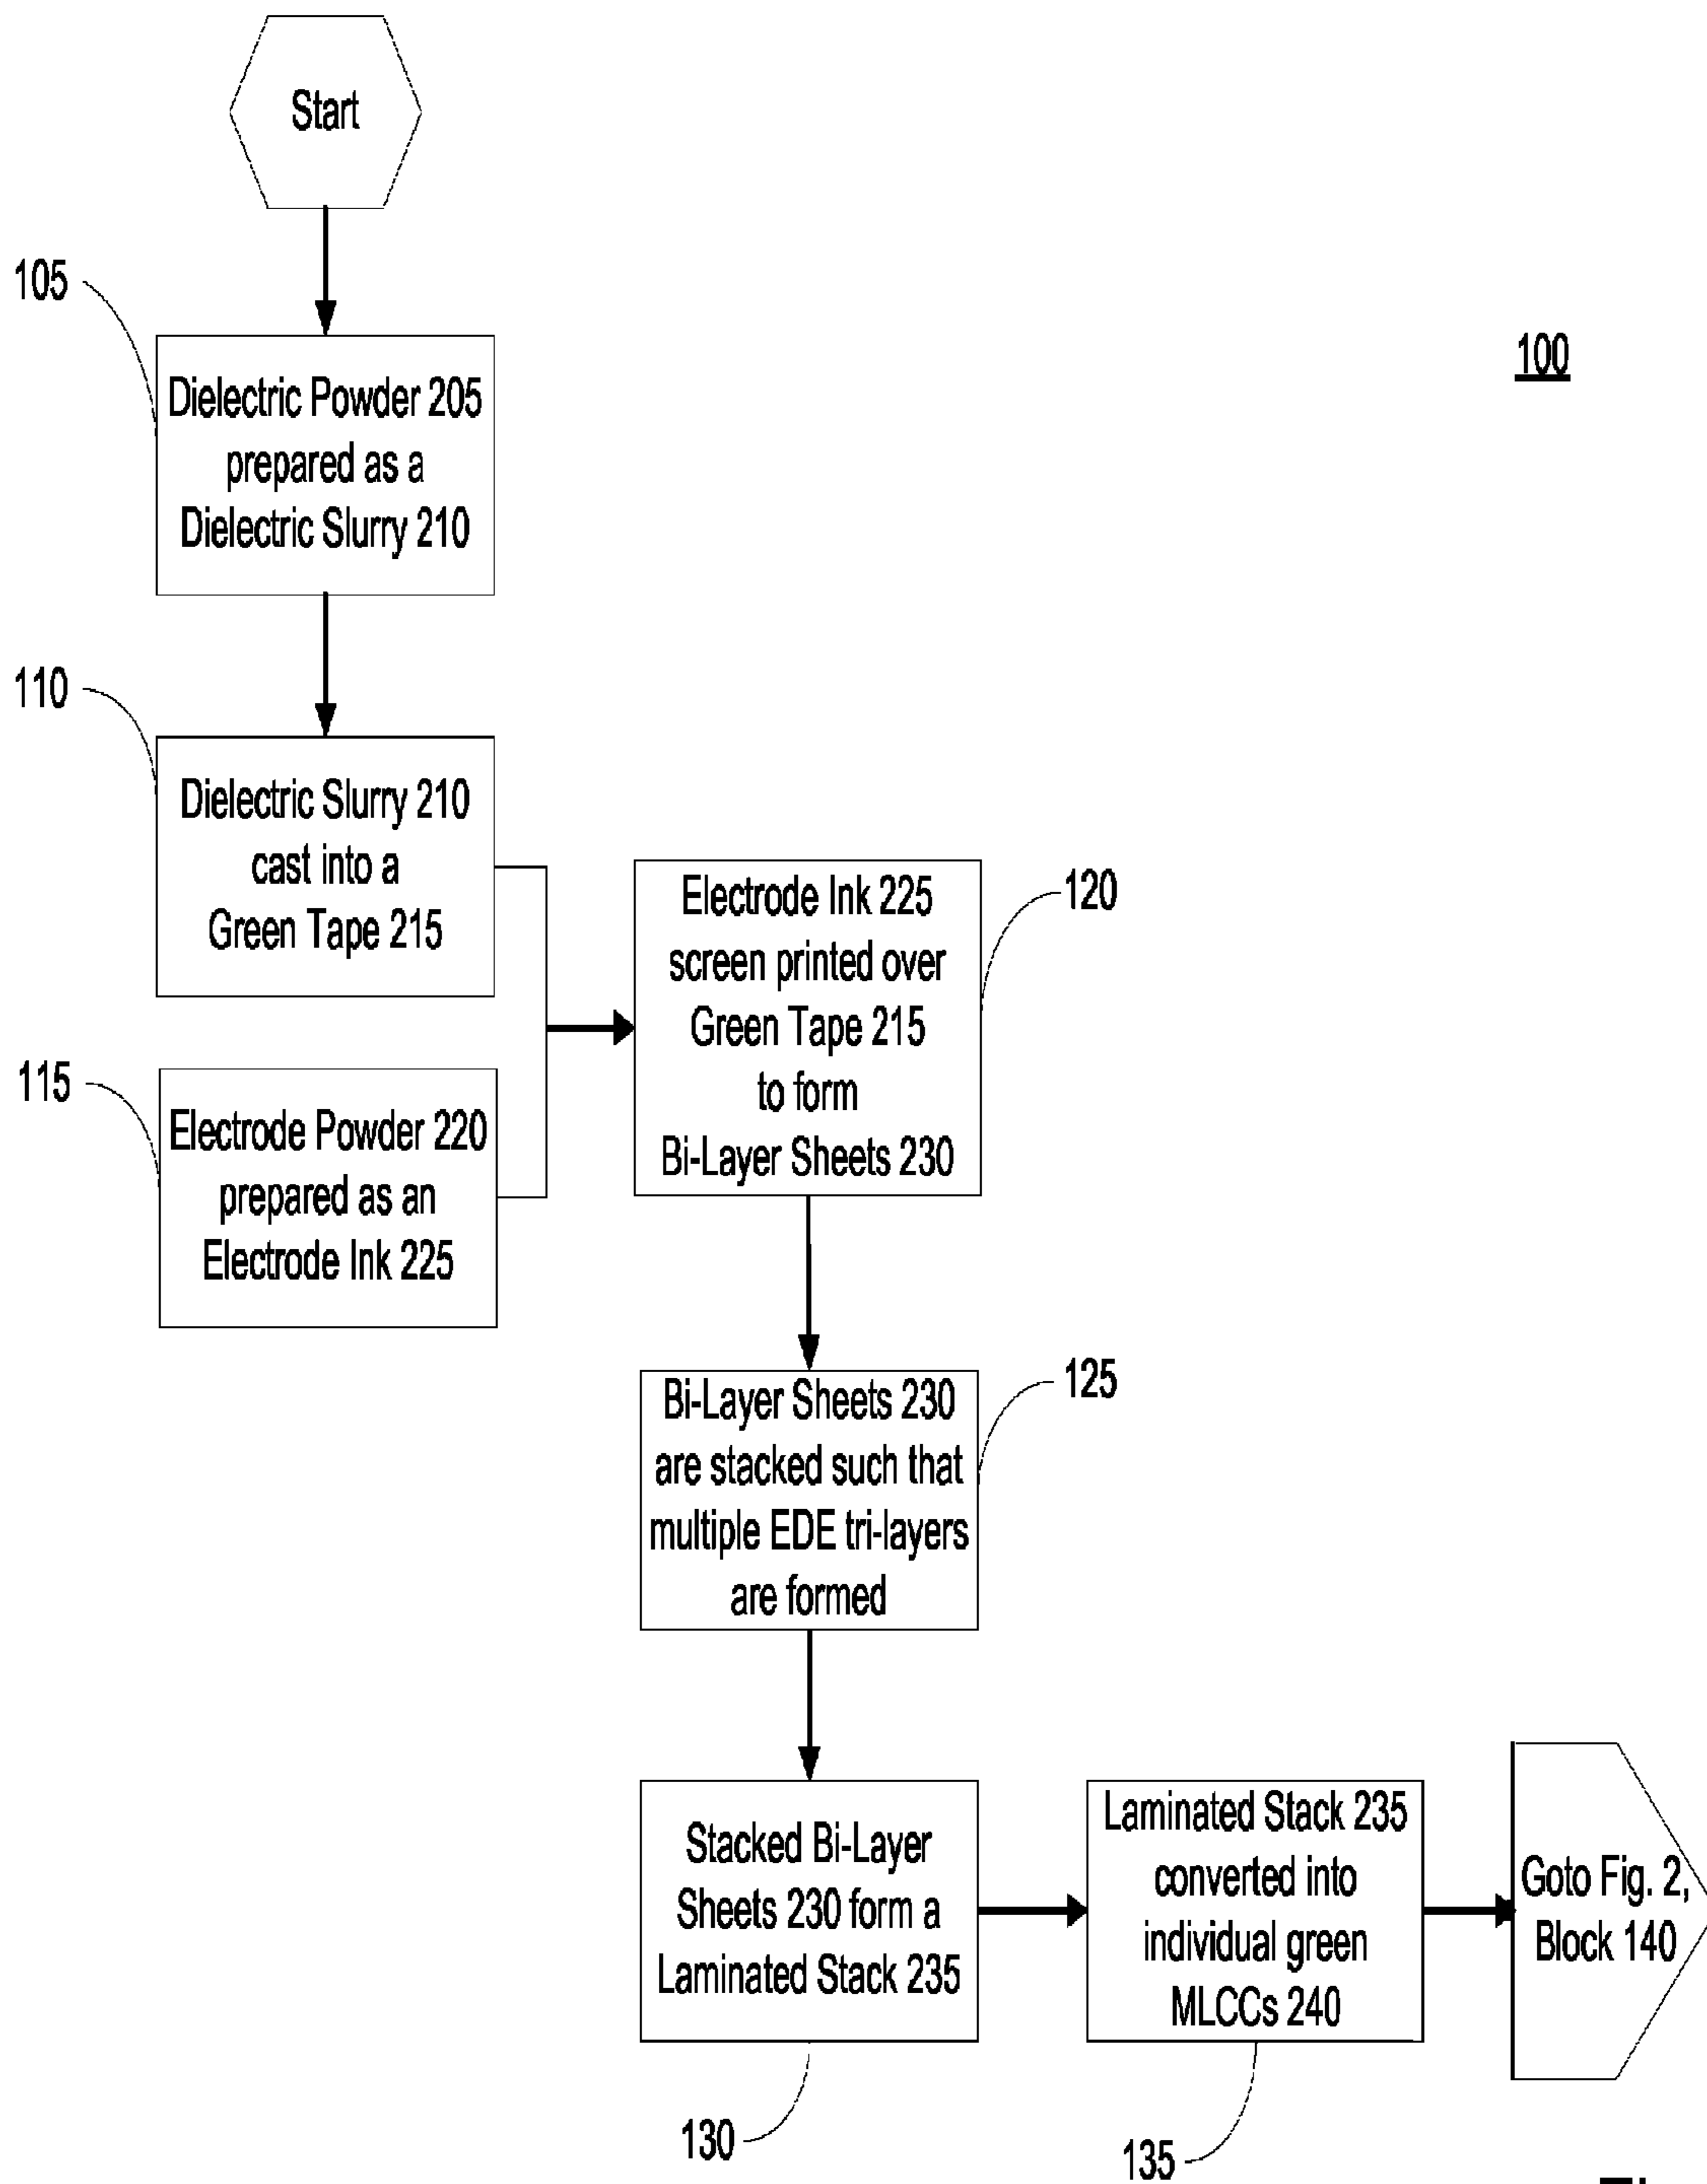 Start
105
100
Dielectric Powder 205
prepared as a
Dielectric Slurry 210
110
Dielectric Slurry 210
cast into a
Green Tape 215
115
Electrode Powder 220
prepared as an
Electrode Ink 225
120
Electrode Ink 225
screen printed over
Green Tape 215
to form
Bi-Layer Sheets 230
125
Bi-Layer Sheets 230
are stacked such that
multiple EDE tri-layers
are formed
Stacked Bi-Layer
Sheets 230 form a
Laminated Stack 235
130
Laminated Stack 235
converted into
individual green
MLCCs 240
135
Goto Fig. 2,
Block 140